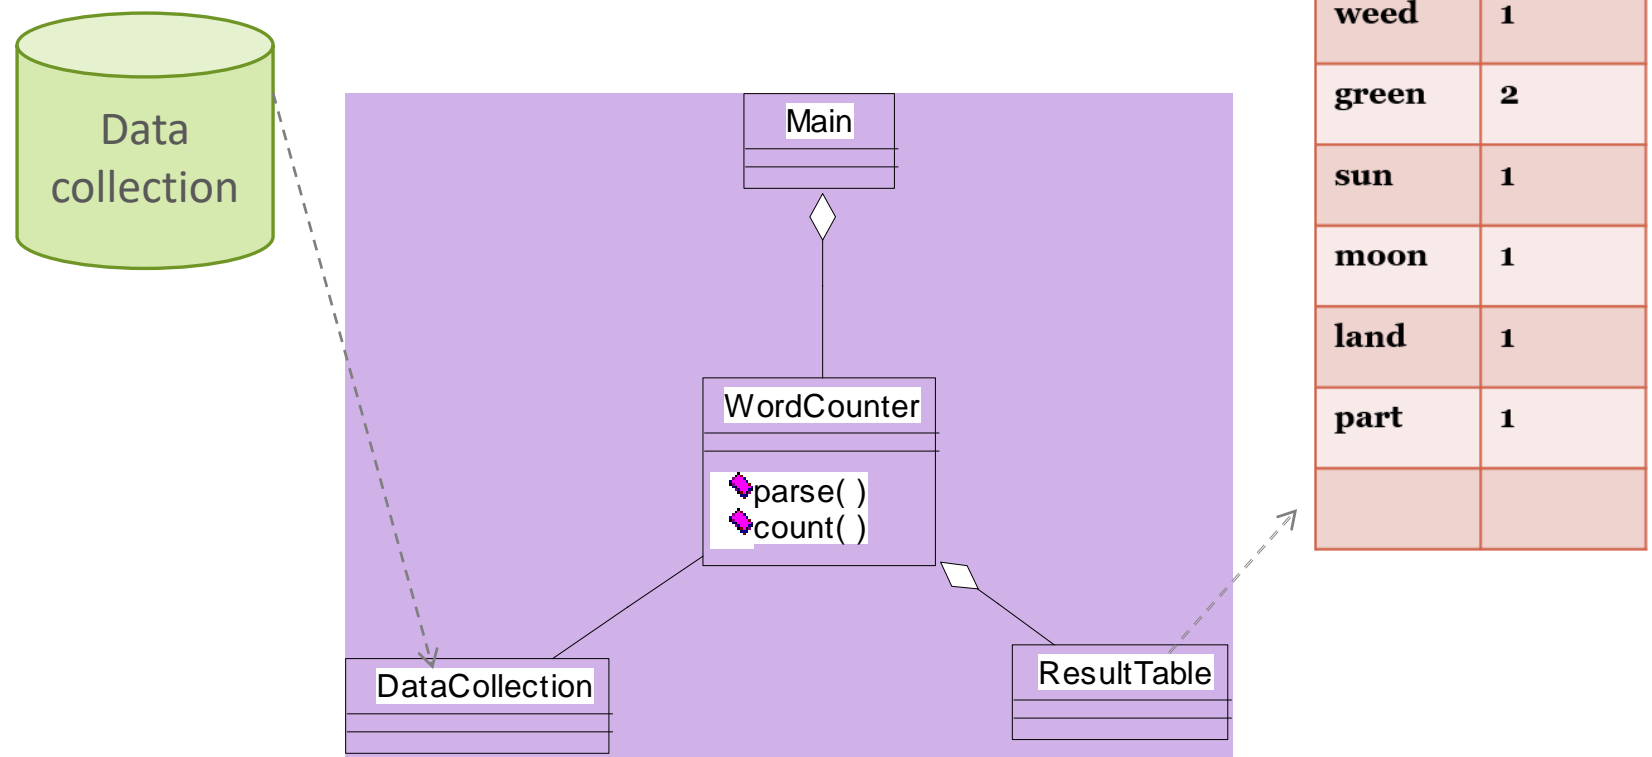 Data
collection
Main
WordCounter
parse( )
count( )
DataCollection
ResultTable
weed 1
green 2
sun 1
moon 1
land 1
part 1